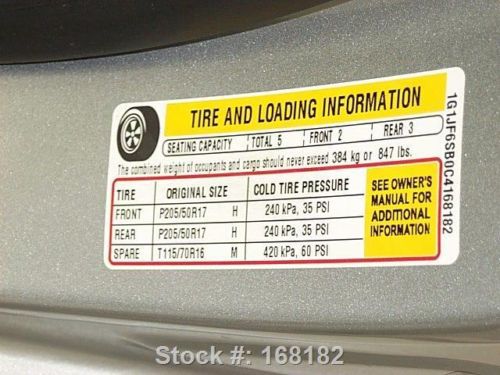 TIRE AND LOADING INFORMATION
SEATING CAPACITY TOTAL 5 FRONT 2 REAR 3
The combined weight of occupants and cargo should never exceed 384 kg or 847 lbs.
TIRE ORIGINAL SIZE COLD TIRE PRESSURE
FRONT P205/50R17 H 240 kPa, 35 PSI
REAR P205/50R17 H 240 kPa, 35 PSI
SPARE T115/70R16 M 420 kPa, 60 PSI
SEE OWNER'S
MANUAL FOR
ADDITIONAL
INFORMATION
1G1JF6SB6C4168182
Stock #: 168182